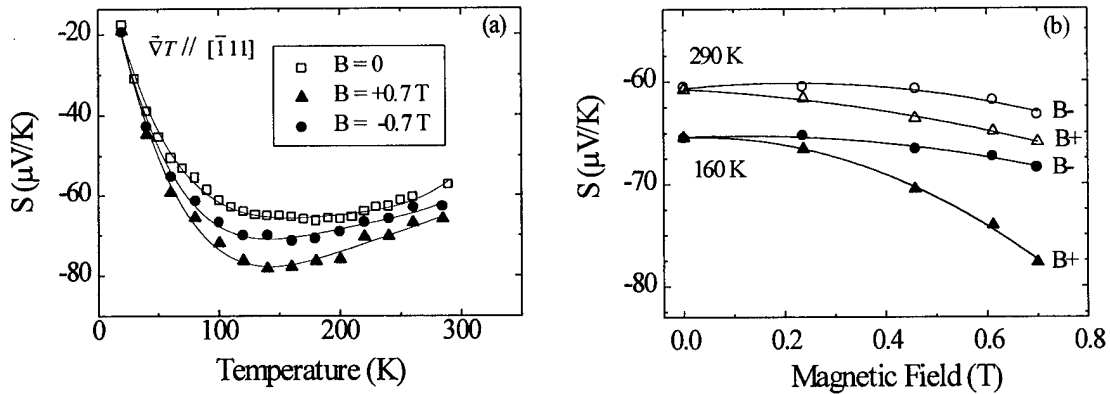 (a)
∇⃗T // [1̄11]
B = 0
B = +0.7 T
B = -0.7 T
-20
-40
-60
-80
S (μV/K)
0
100
200
300
Temperature (K)
(b)
290 K
160 K
B-
B+
B-
B+
-60
-70
-80
S (μV/K)
0.0
0.2
0.4
0.6
0.8
Magnetic Field (T)